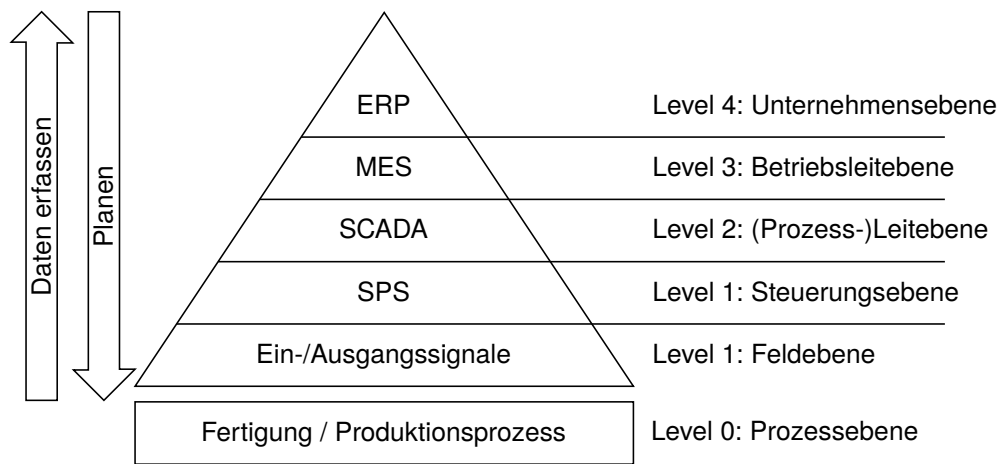 Daten erfassen
Planen
ERP
Level 4: Unternehmensebene
MES
Level 3: Betriebsleitebene
SCADA
Level 2: (Prozess-)Leitebene
SPS
Level 1: Steuerungsebene
Ein-/Ausgangssignale
Level 1: Feldebene
Fertigung / Produktionsprozess
Level 0: Prozessebene